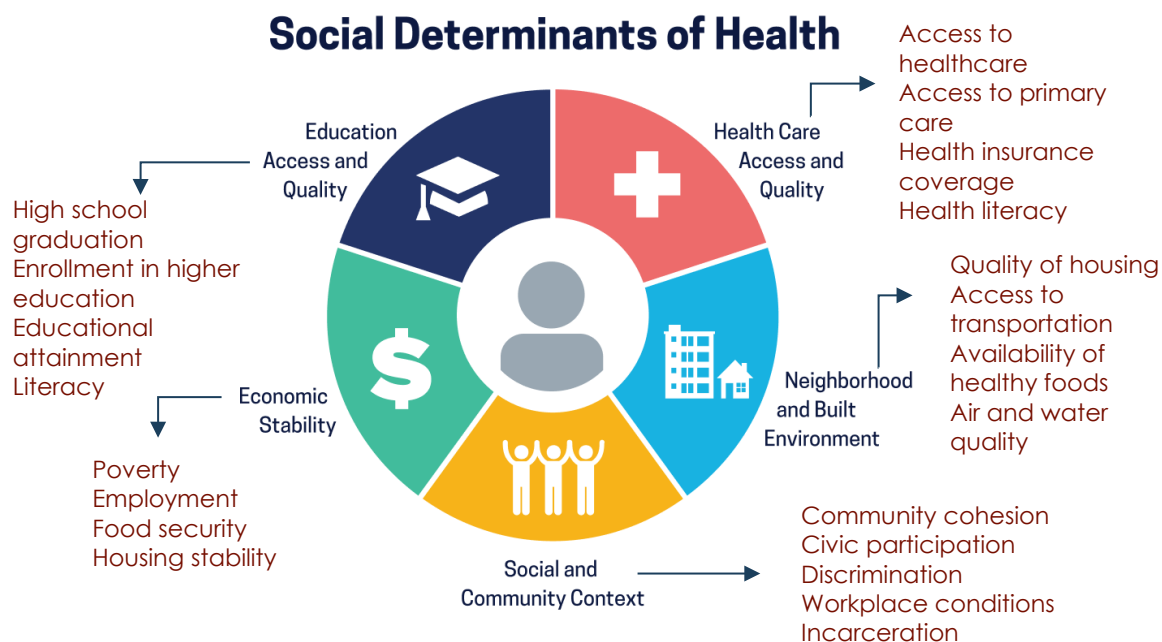 Social Determinants of Health
Education
Access and
Quality
High school
graduation
Enrollment in higher
education
Educational
attainment
Literacy
Health Care
Access and
Quality
Access to
healthcare
Access to primary
care
Health insurance
coverage
Health literacy
Neighborhood
and Built
Environment
Quality of housing
Access to
transportation
Availability of
healthy foods
Air and water
quality
$
Economic
Stability
Poverty
Employment
Food security
Housing stability
Social and
Community Context
Community cohesion
Civic participation
Discrimination
Workplace conditions
Incarceration